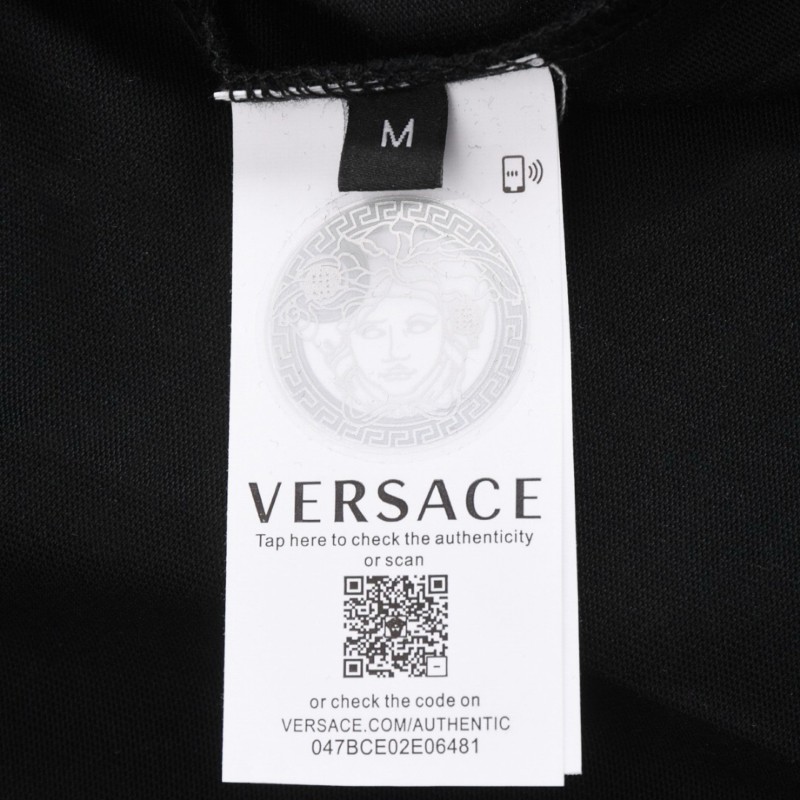 M
VERSACE
Tap here to check the authenticity
or scan
or check the code on
VERSACE.COM/AUTHENTIC
047BCE02E06481